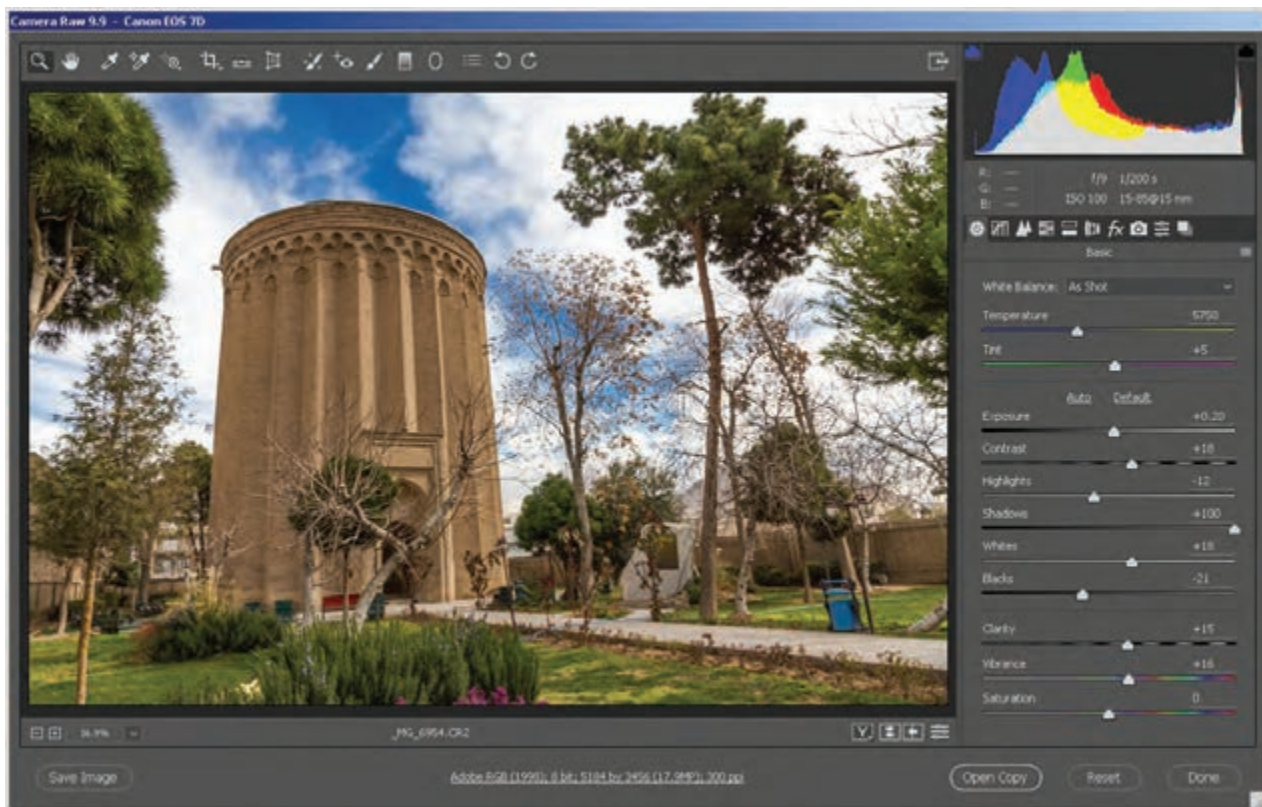 Camera Raw 9.9 - Canon EOS 7D
R: ---
G: ---
B: ---
f/9 1/200 s
ISO 100 15-85@15 mm
fx
Basic
White Balance: As Shot
Temperature 5750
Tint +5
Auto Default
Exposure +0.20
Contrast +18
Highlights -12
Shadows +100
Whites +18
Blacks -21
Clarity +15
Vibrance +16
Saturation 0
16.9% _MG_6954.CR2 Y
Save Image Adobe RGB (1998); 8 bit; 5184 by 3456 (17.9MP); 300 ppi Open Copy Reset Done